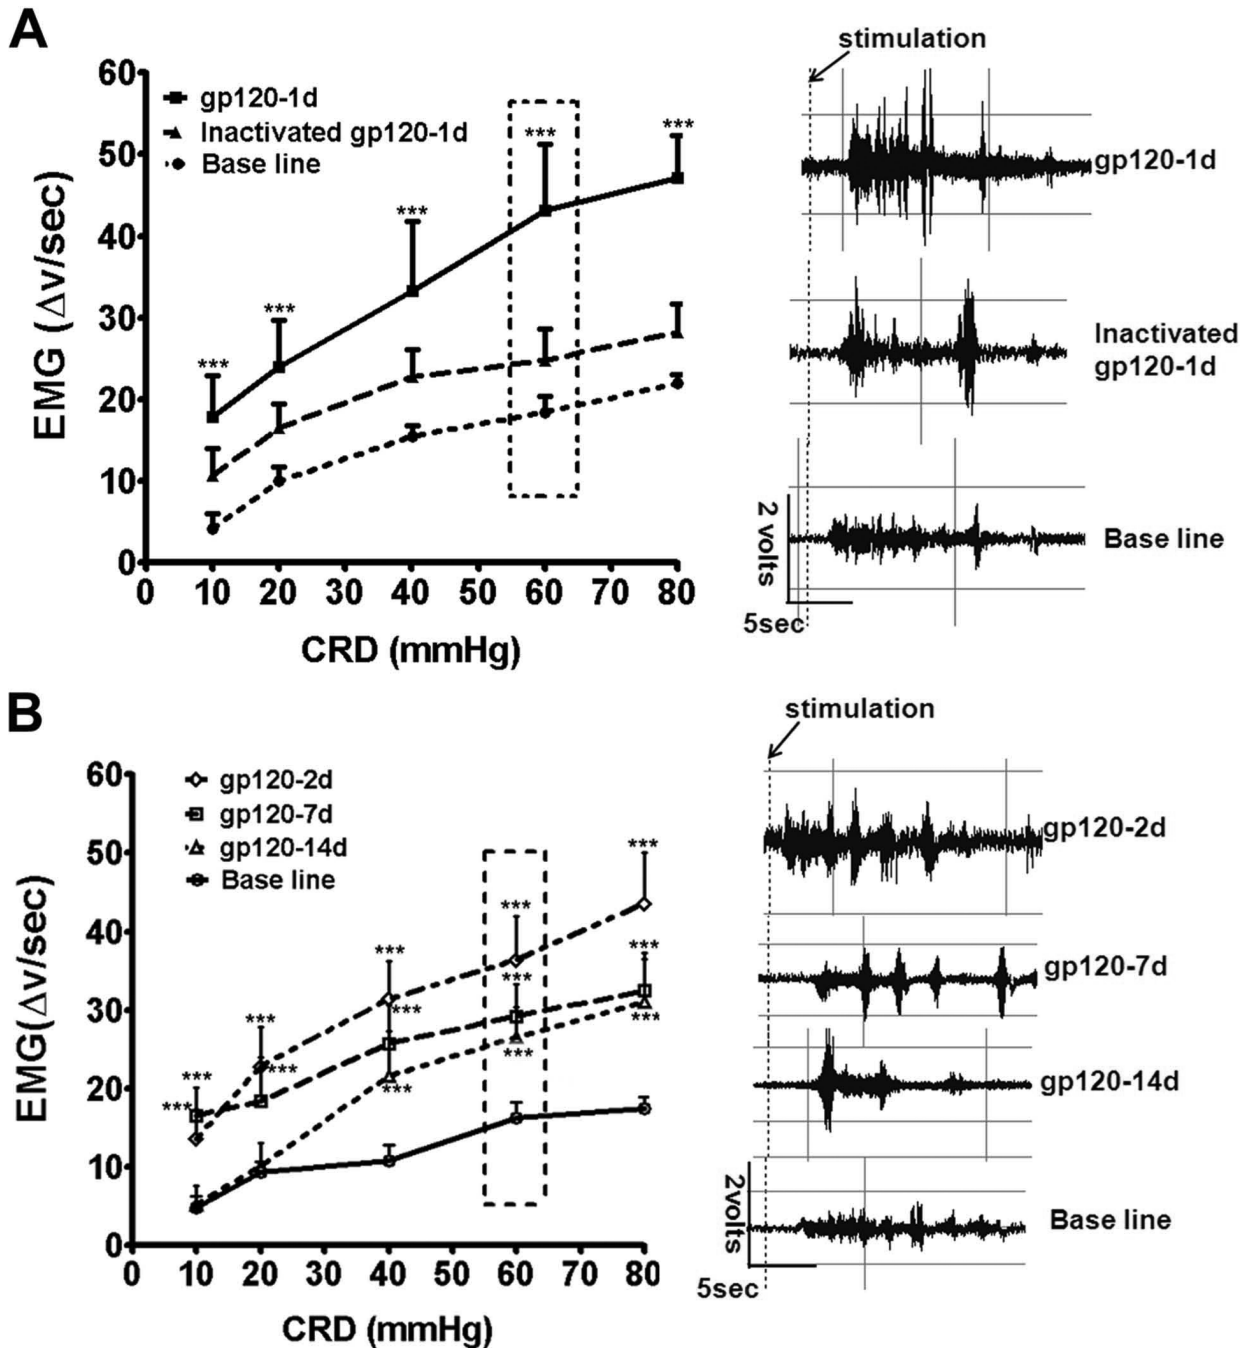 A
60
50
40
30
20
10
0
EMG (Δv/sec)
gp120-1d
Inactivated gp120-1d
Base line
***
***
***
***
***
0 10 20 30 40 50 60 70 80
CRD (mmHg)
stimulation
gp120-1d
Inactivated
gp120-1d
Base line
2 volts
5sec
B
60
50
40
30
20
10
0
EMG(Δv/sec)
gp120-2d
gp120-7d
gp120-14d
Base line
***
***
***
***
***
***
***
***
***
***
***
***
***
0 10 20 30 40 50 60 70 80
CRD (mmHg)
stimulation
gp120-2d
gp120-7d
gp120-14d
Base line
2volts
5sec